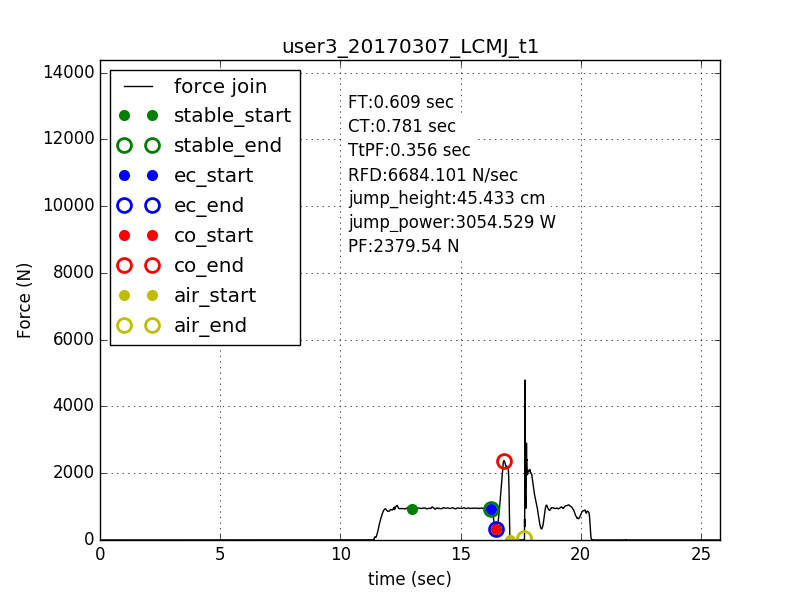 user3_20170307_LCMJ_t1
14000
12000
10000
8000
6000
4000
2000
0
Force (N)
force join
stable_start
stable_end
ec_start
ec_end
co_start
co_end
air_start
air_end
FT:0.609 sec
CT:0.781 sec
TtPF:0.356 sec
RFD:6684.101 N/sec
jump_height:45.433 cm
jump_power:3054.529 W
PF:2379.54 N
0 5 10 15 20 25
time (sec)